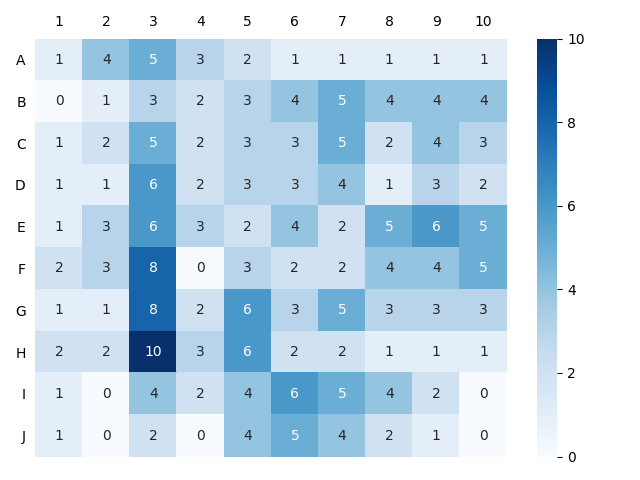 1 2 3 4 5 6 7 8 9 10
A 1 4 5 3 2 1 1 1 1 1
B 0 1 3 2 3 4 5 4 4 4
C 1 2 5 2 3 3 5 2 4 3
D 1 1 6 2 3 3 4 1 3 2
E 1 3 6 3 2 4 2 5 6 5
F 2 3 8 0 3 2 2 4 4 5
G 1 1 8 2 6 3 5 3 3 3
H 2 2 10 3 6 2 2 1 1 1
I 1 0 4 2 4 6 5 4 2 0
J 1 0 2 0 4 5 4 2 1 0
10
8
6
4
2
0